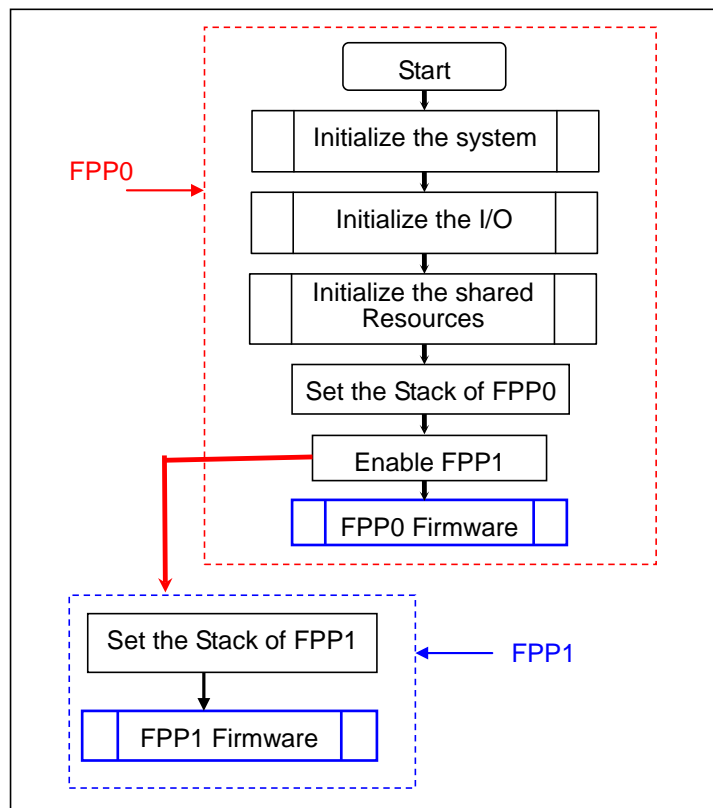 Start
Initialize the system
FPP0
Initialize the I/O
Initialize the shared
Resources
Set the Stack of FPP0
Enable FPP1
FPP0 Firmware
Set the Stack of FPP1
FPP1
FPP1 Firmware